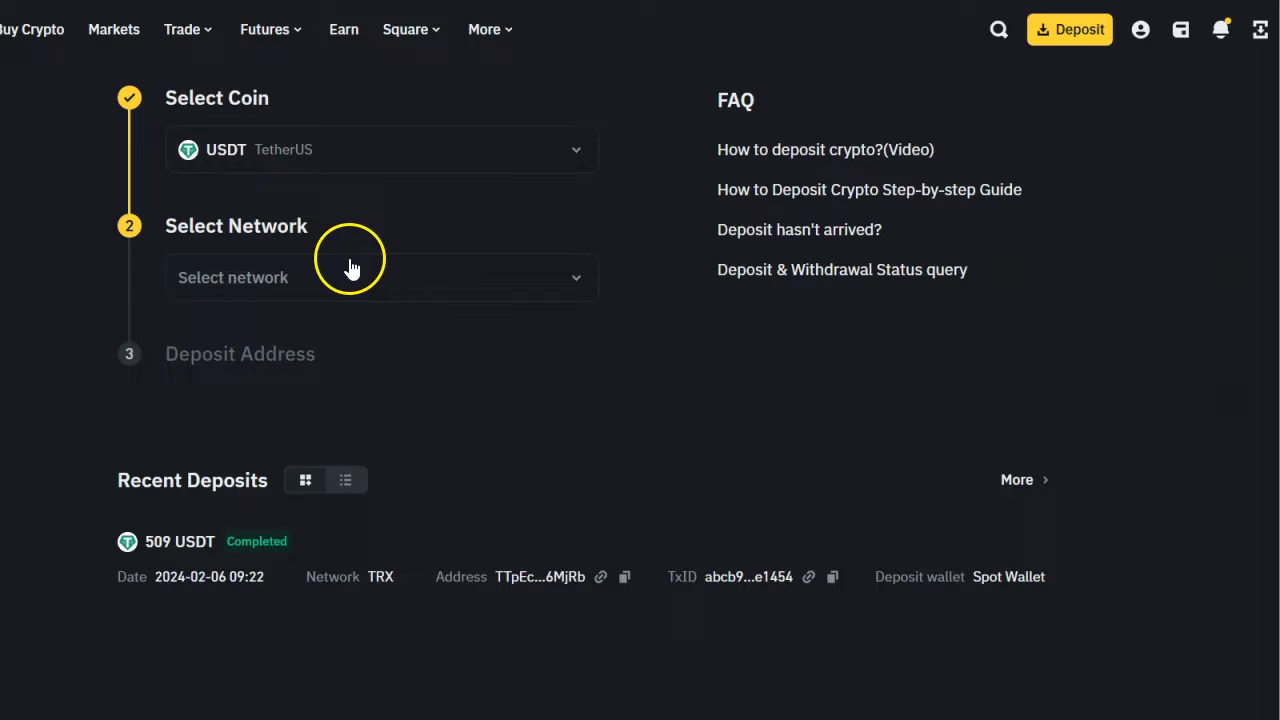 Buy Crypto Markets Trade Futures Earn Square More Deposit
Select Coin
USDT TetherUS
2 Select Network
Select network
3 Deposit Address
FAQ
How to deposit crypto?(Video)
How to Deposit Crypto Step-by-step Guide
Deposit hasn't arrived?
Deposit & Withdrawal Status query
Recent Deposits More
509 USDT Completed
Date 2024-02-06 09:22 Network TRX Address TTpEc...6MjRb TxID abcb9...e1454 Deposit wallet Spot Wallet